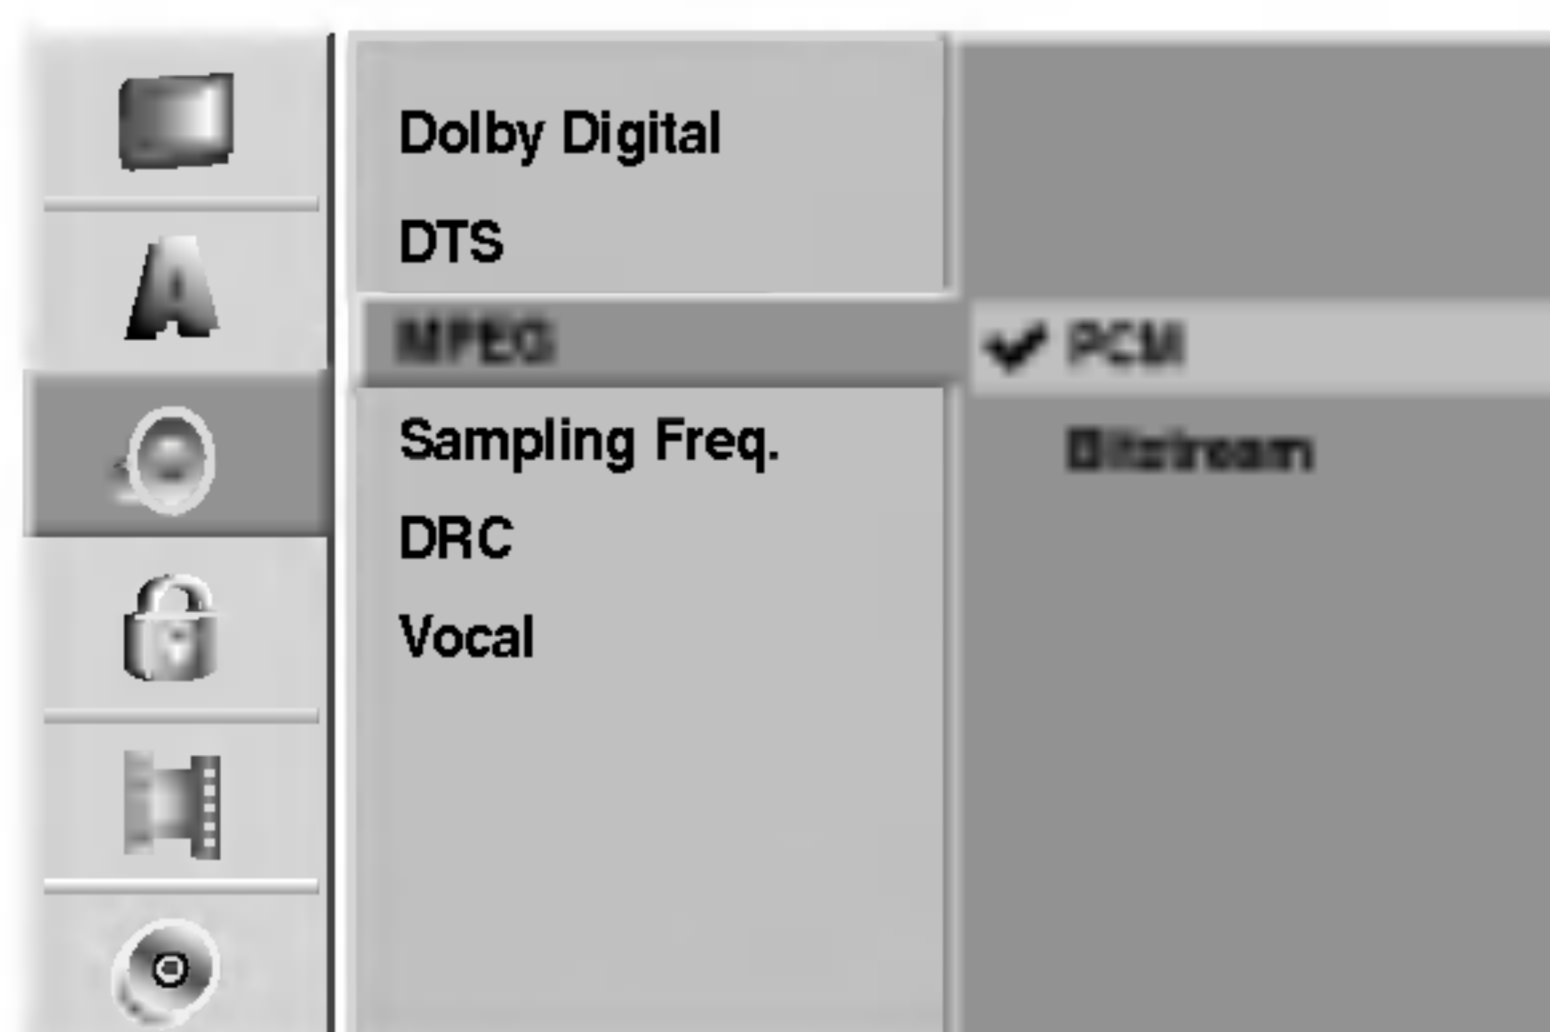 Dolby Digital
DTS
MPEG
PCM
Bitstream
Sampling Freq.
DRC
Vocal